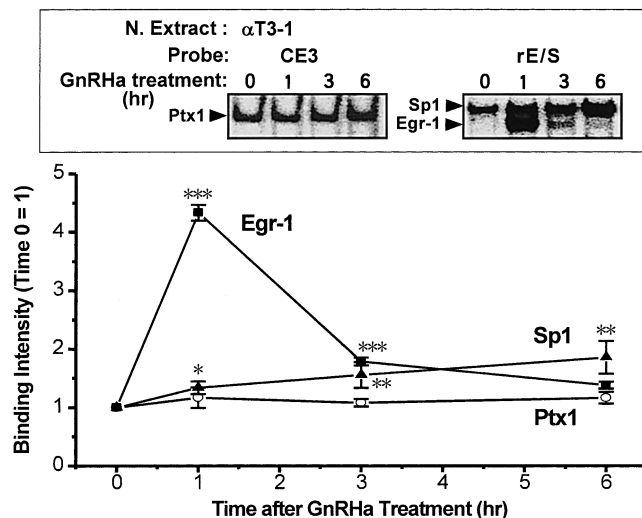 N. Extract : αT3-1
Probe: CE3 rE/S
GnRHa treatment: 0 1 3 6 0 1 3 6
(hr)
Ptx1
Sp1
Egr-1
Binding Intensity (Time 0 = 1)
5
4
3
2
1
0
***
Egr-1
*
***
**
Sp1
**
Ptx1
0 1 2 3 4 5 6
Time after GnRHa Treatment (hr)